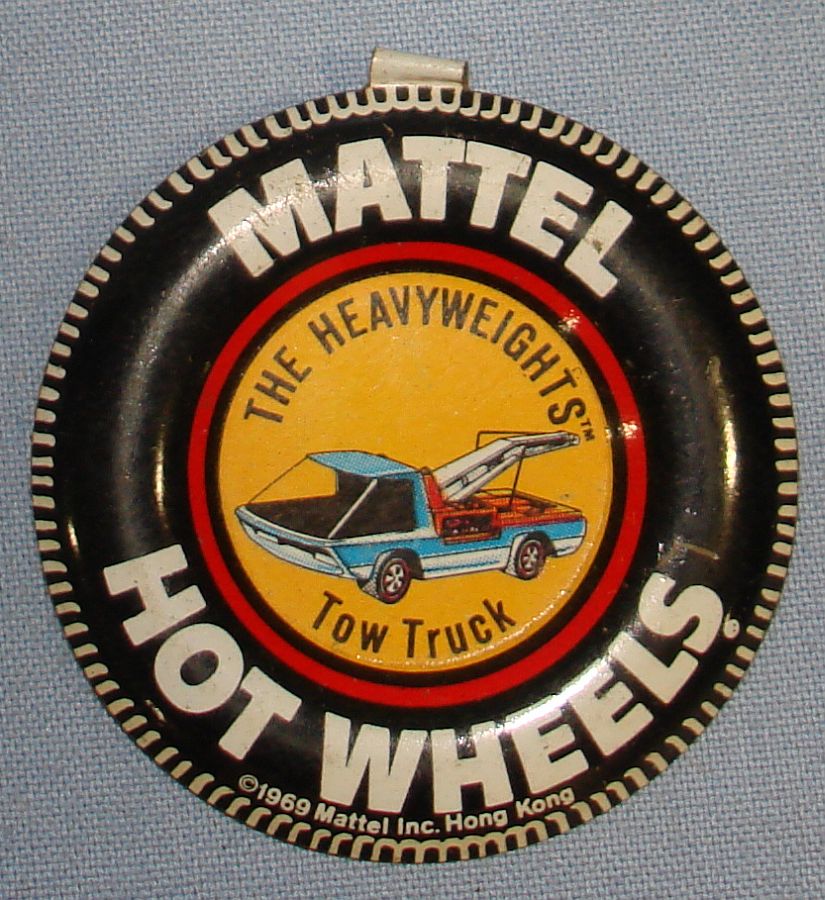 MATTEL
THE HEAVYWEIGHTS™
Tow Truck
HOT WHEELS®
©1969 Mattel Inc. Hong Kong